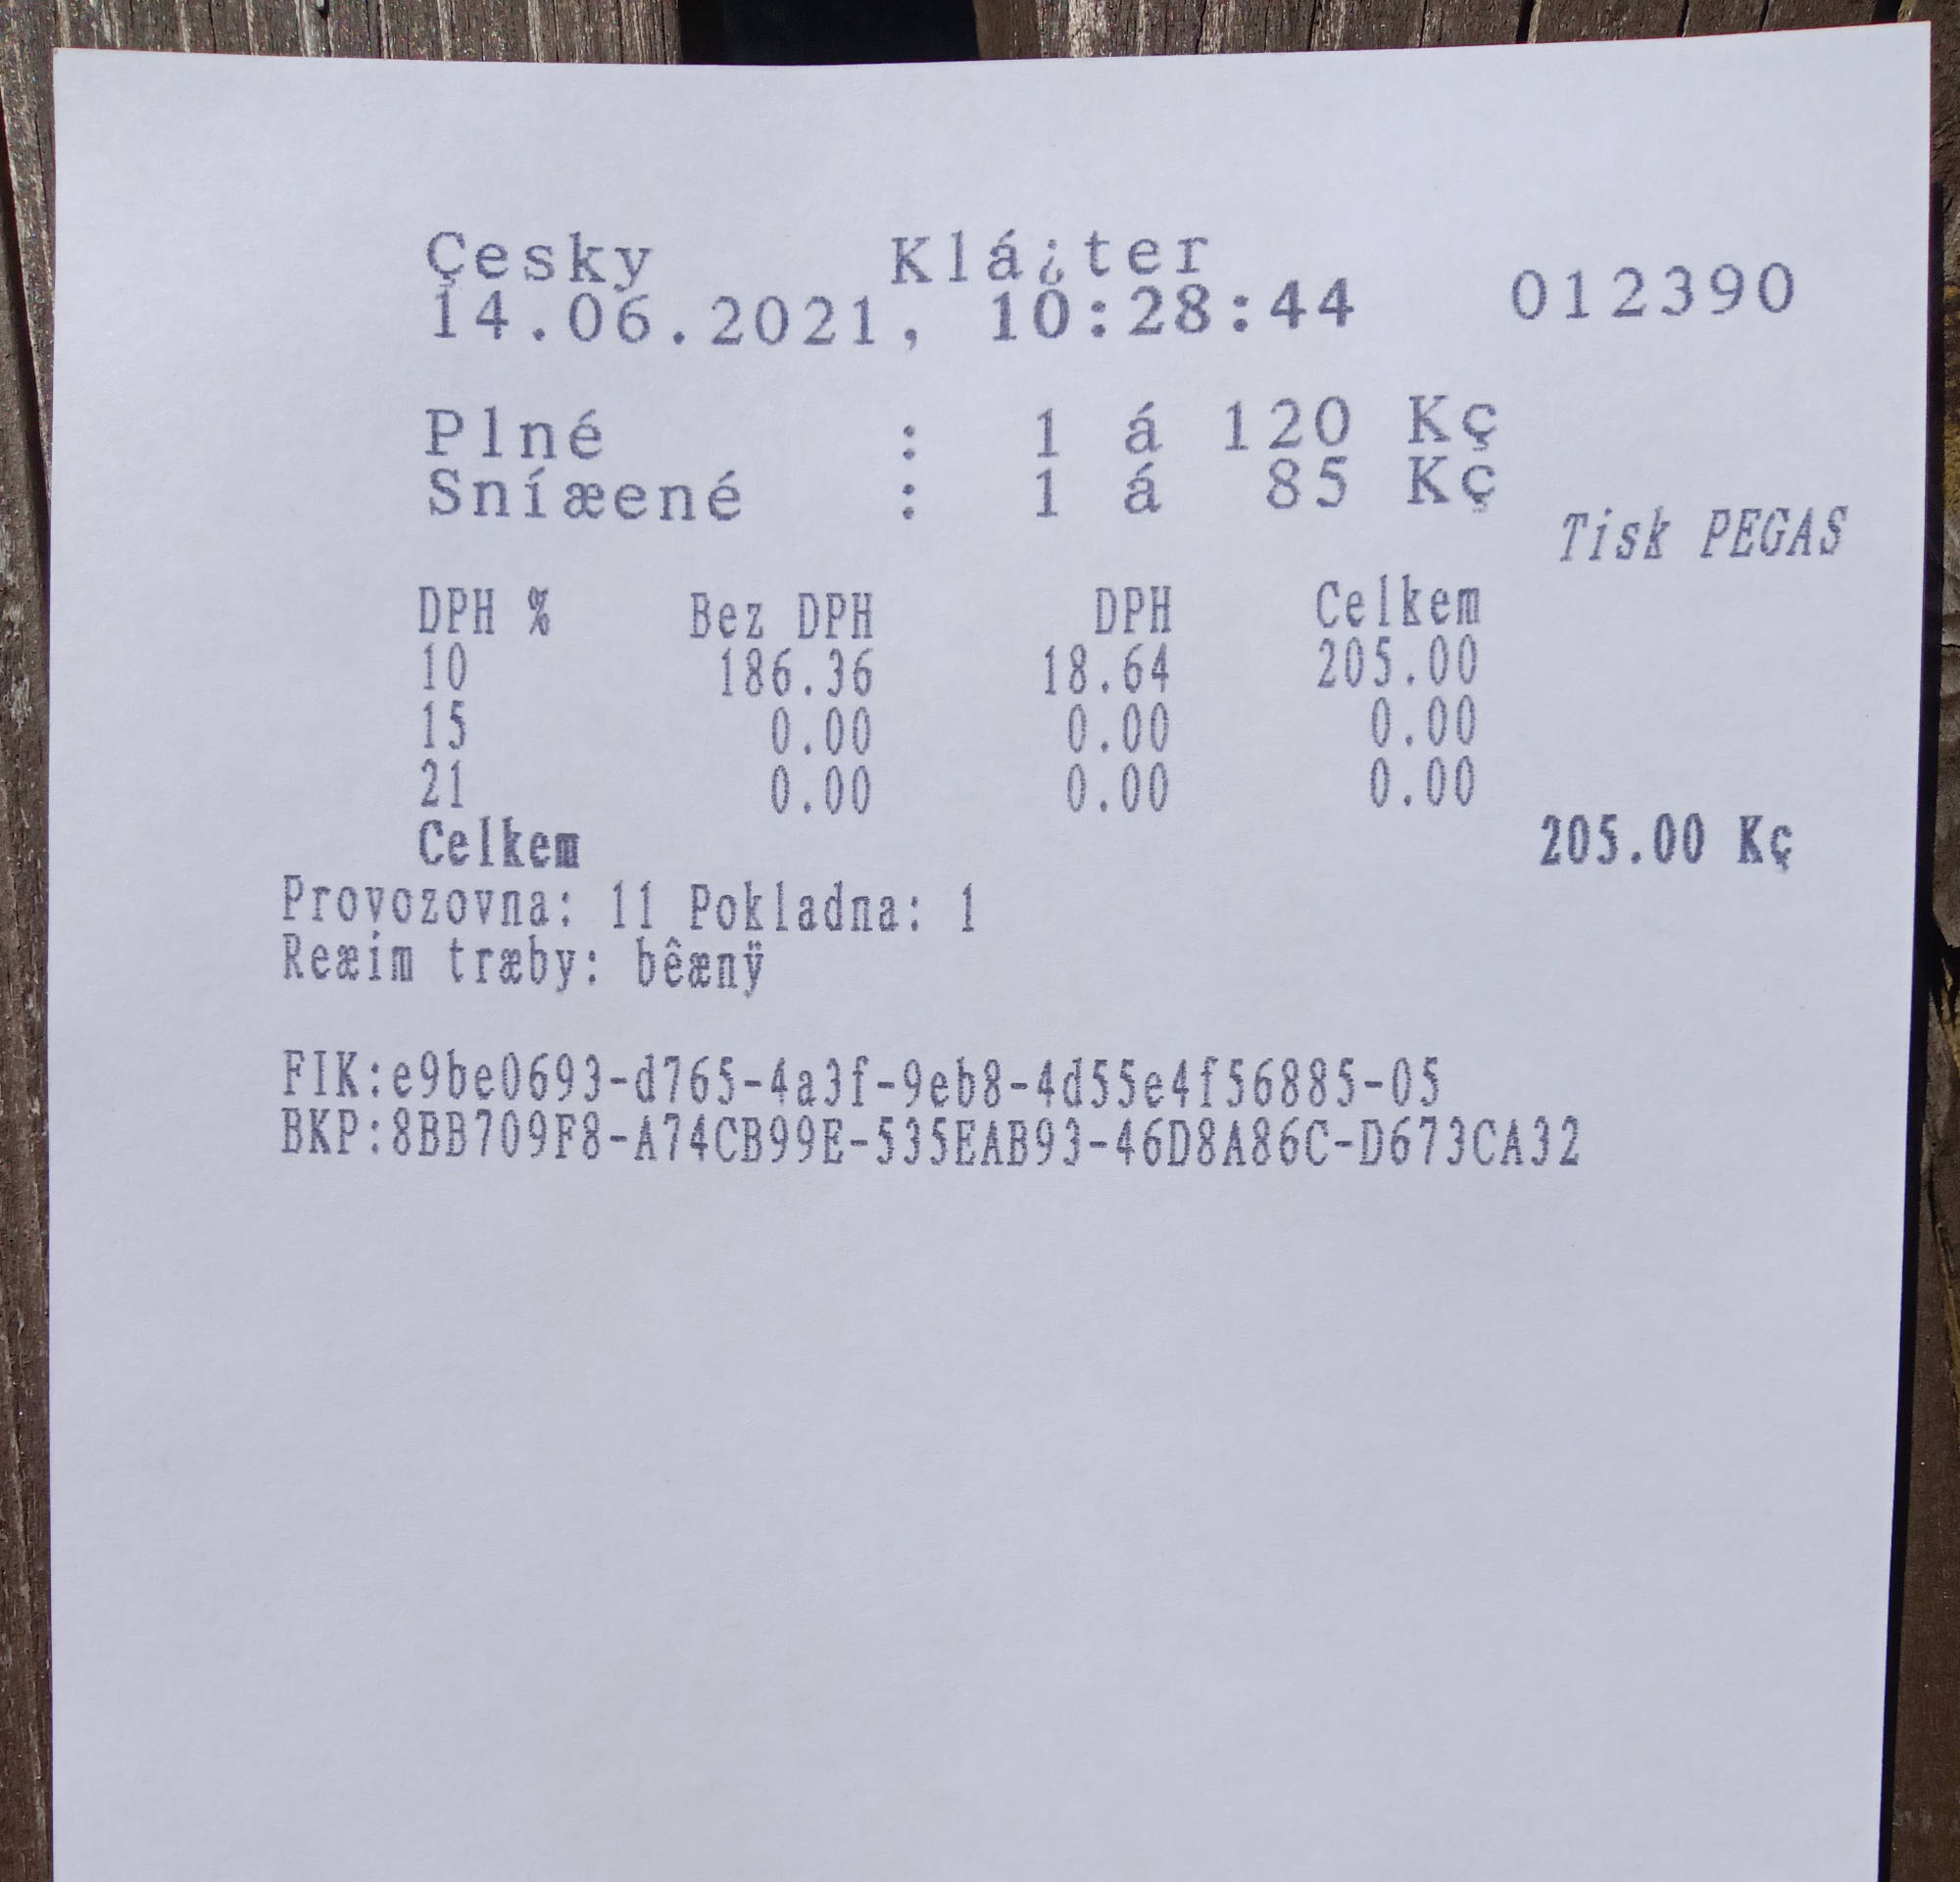 Çesky Klá¿ter
14.06.2021, 10:28:44 012390
Plné : 1 á 120 Kç
Sníæené : 1 á 85 Kç
Tisk PEGAS
DPH % Bez DPH DPH Celkem
10 186.36 18.64 205.00
15 0.00 0.00 0.00
21 0.00 0.00 0.00
Celkem 205.00 Kç
Provozovna: 11 Pokladna: 1
Reæim træby: bêænÿ
FIK:e9be0693-d765-4a3f-9eb8-4d55e4f56885-05
BKP:8BB709F8-A74CB99E-535EAB93-46D8A86C-D673CA32